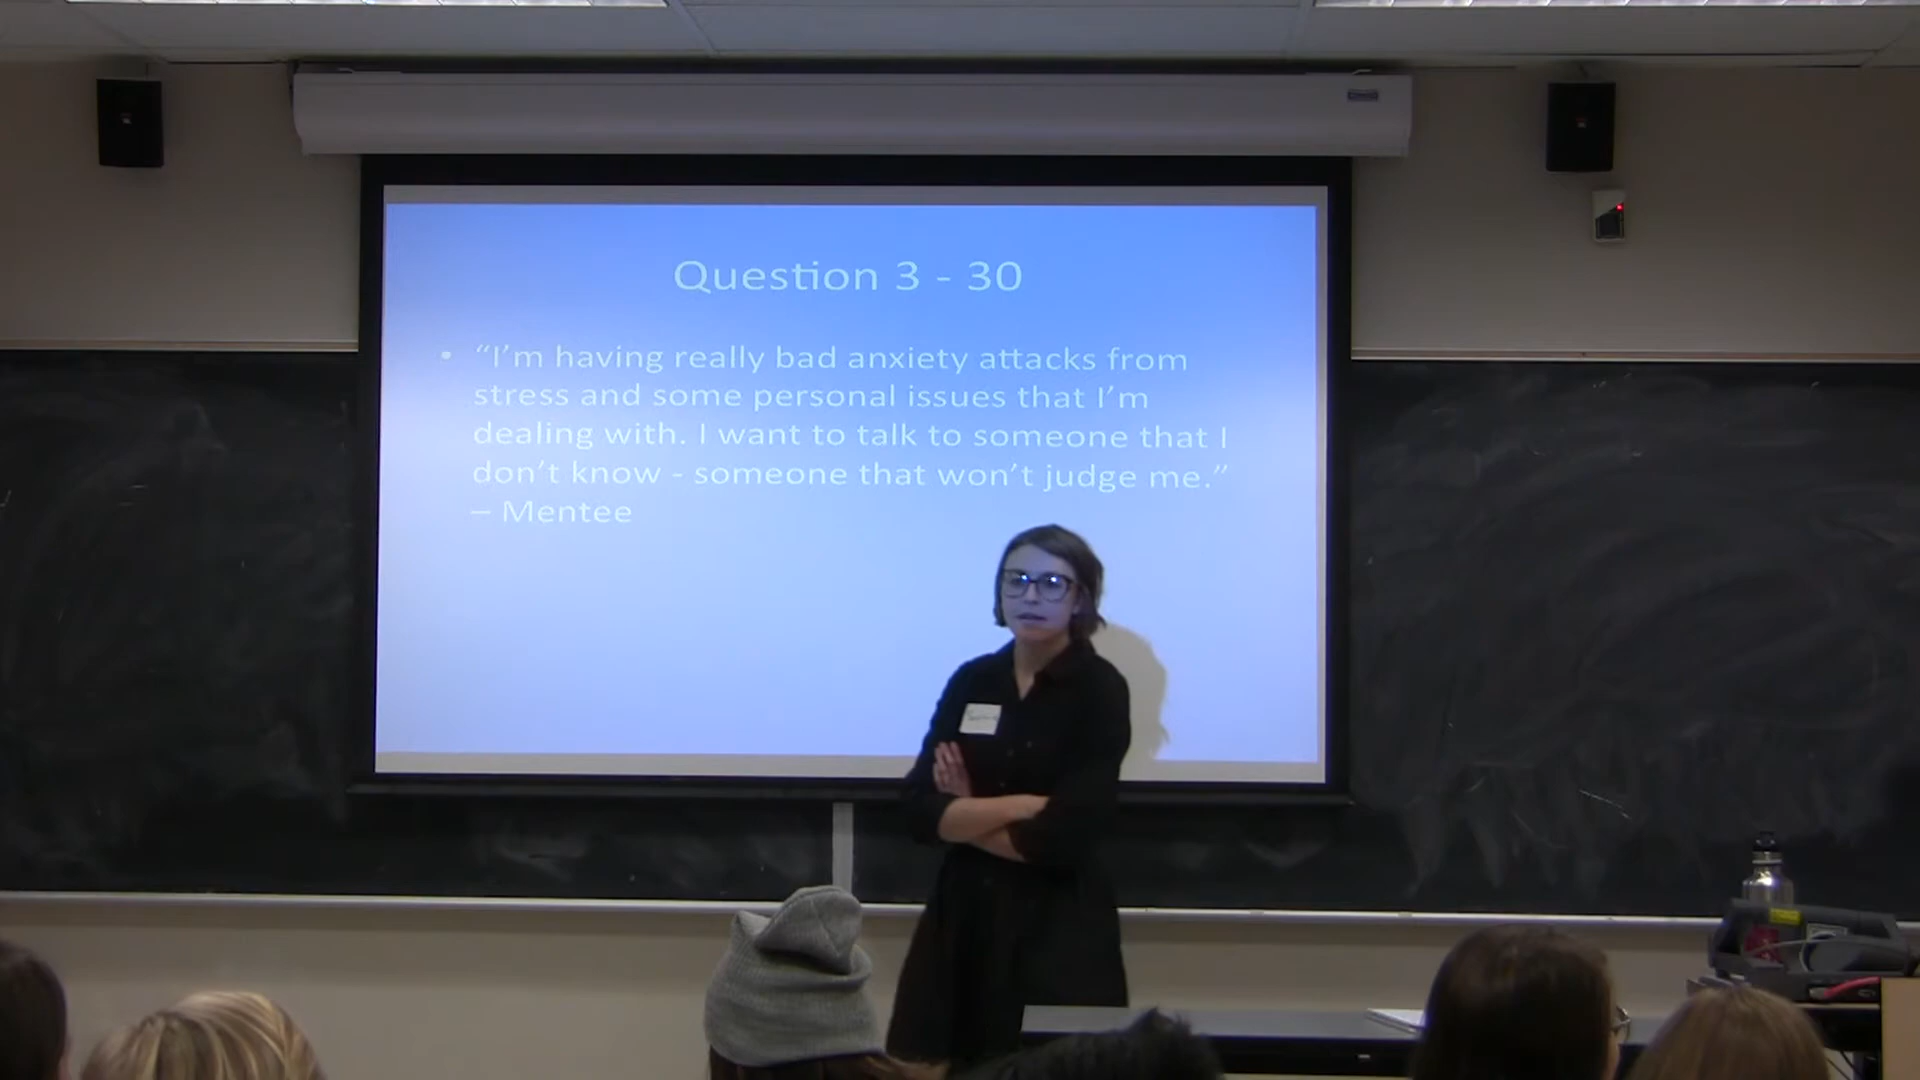 Question 3 - 30
• “I’m having really bad anxiety attacks from
stress and some personal issues that I’m
dealing with. I want to talk to someone that I
don’t know - someone that won’t judge me.”
– Mentee